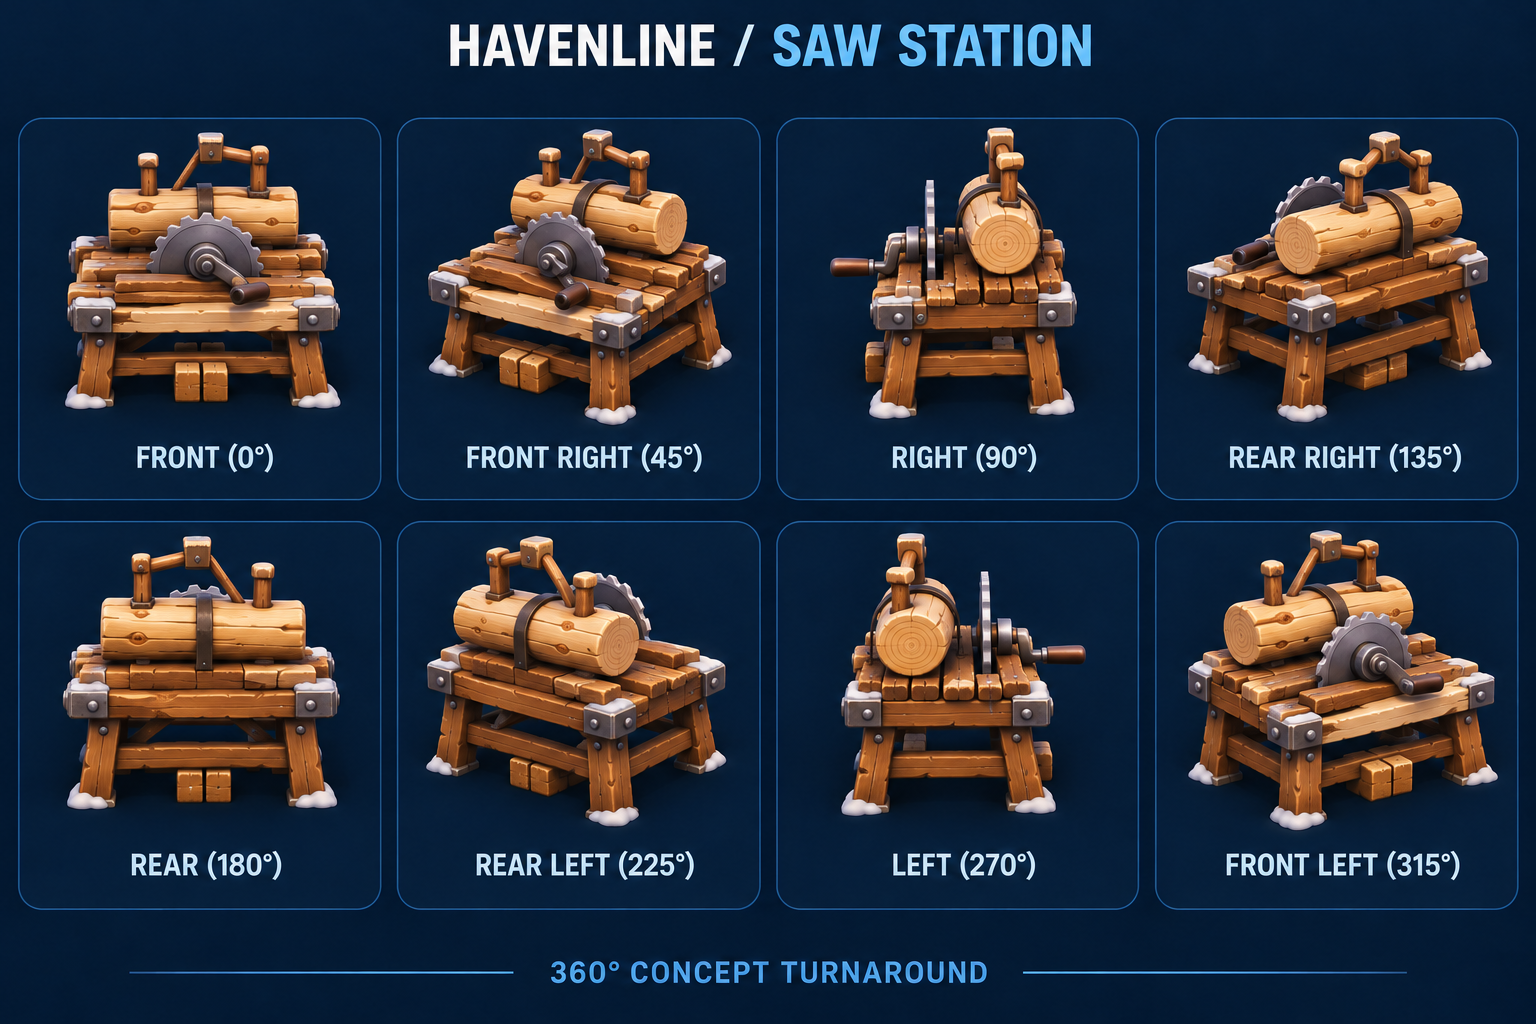 HAVENLINE / SAW STATION
FRONT (0°)
FRONT RIGHT (45°)
RIGHT (90°)
REAR RIGHT (135°)
REAR (180°)
REAR LEFT (225°)
LEFT (270°)
FRONT LEFT (315°)
360° CONCEPT TURNAROUND